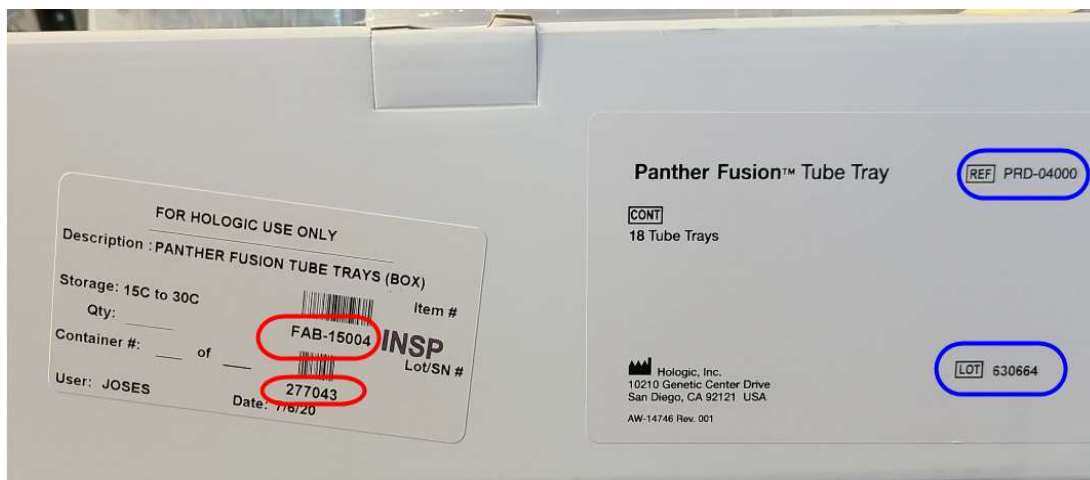 FOR HOLOGIC USE ONLY
Description : PANTHER FUSION TUBE TRAYS (BOX)
Storage: 15C to 30C
Item #
Qty:
FAB-15004
INSP
Container #: __ of __
Lot/SN #
277043
User: JOSES
Date: 7/6/20
Panther Fusion™ Tube Tray
REF PRD-04000
CONT
18 Tube Trays
Hologic, Inc.
10210 Genetic Center Drive
San Diego, CA 92121 USA
AW-14746 Rev. 001
LOT 630664